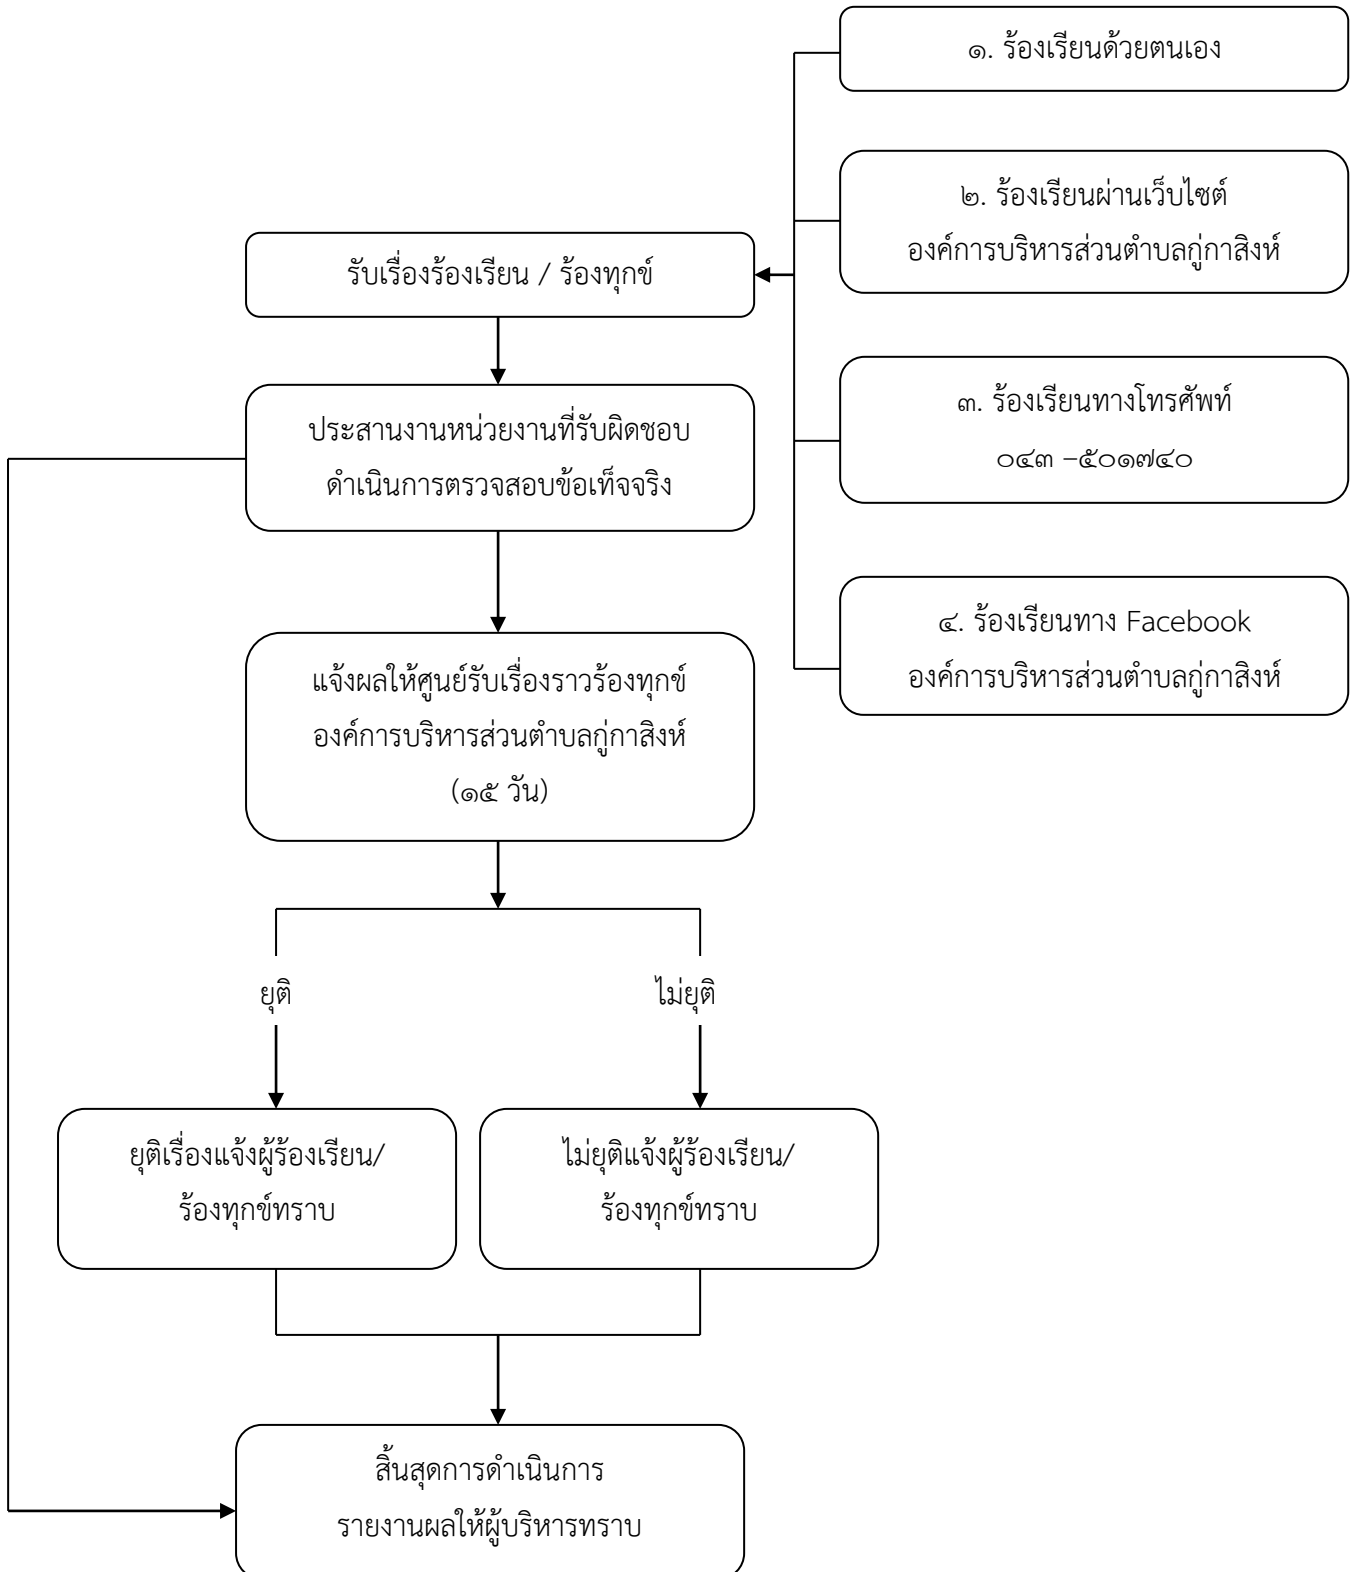 ๑. ร้องเรียนด้วยตนเอง
๒. ร้องเรียนผ่านเว็บไซต์
องค์การบริหารส่วนตำบลกู่กาสิงห์
รับเรื่องร้องเรียน / ร้องทุกข์
๓. ร้องเรียนทางโทรศัพท์
๐๔๓ –๕๐๑๗๔๐
ประสานงานหน่วยงานที่รับผิดชอบ
ดำเนินการตรวจสอบข้อเท็จจริง
๔. ร้องเรียนทาง Facebook
องค์การบริหารส่วนตำบลกู่กาสิงห์
แจ้งผลให้ศูนย์รับเรื่องราวร้องทุกข์
องค์การบริหารส่วนตำบลกู่กาสิงห์
(๑๕ วัน)
ยุติ
ไม่ยุติ
ยุติเรื่องแจ้งผู้ร้องเรียน/
ร้องทุกข์ทราบ
ไม่ยุติแจ้งผู้ร้องเรียน/
ร้องทุกข์ทราบ
สิ้นสุดการดำเนินการ
รายงานผลให้ผู้บริหารทราบ